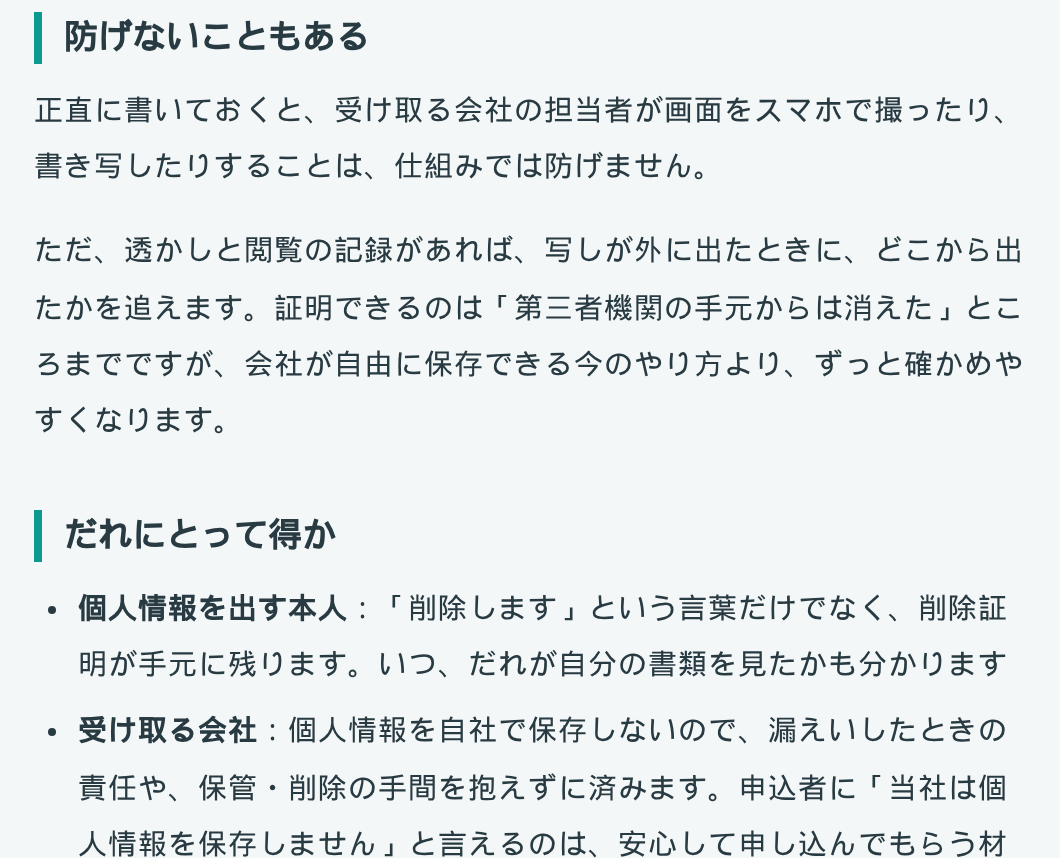 防げないこともある
正直に書いておくと、受け取る会社の担当者が画面をスマホで撮ったり、
書き写したりすることは、仕組みでは防げません。
ただ、透かしと閲覧の記録があれば、写しが外に出たときに、どこから出
たかを追えます。証明できるのは「第三者機関の手元からは消えた」とこ
ろまでですが、会社が自由に保存できる今のやり方より、ずっと確かめや
すくなります。
だれにとって得か
• 個人情報を出す本人：「削除します」という言葉だけでなく、削除証
明が手元に残ります。いつ、だれが自分の書類を見たかも分かります
• 受け取る会社：個人情報を自社で保存しないので、漏えいしたときの
責任や、保管・削除の手間を抱えずに済みます。申込者に「当社は個
人情報を保存しません」と言えるのは、安心して申し込んでもらう材